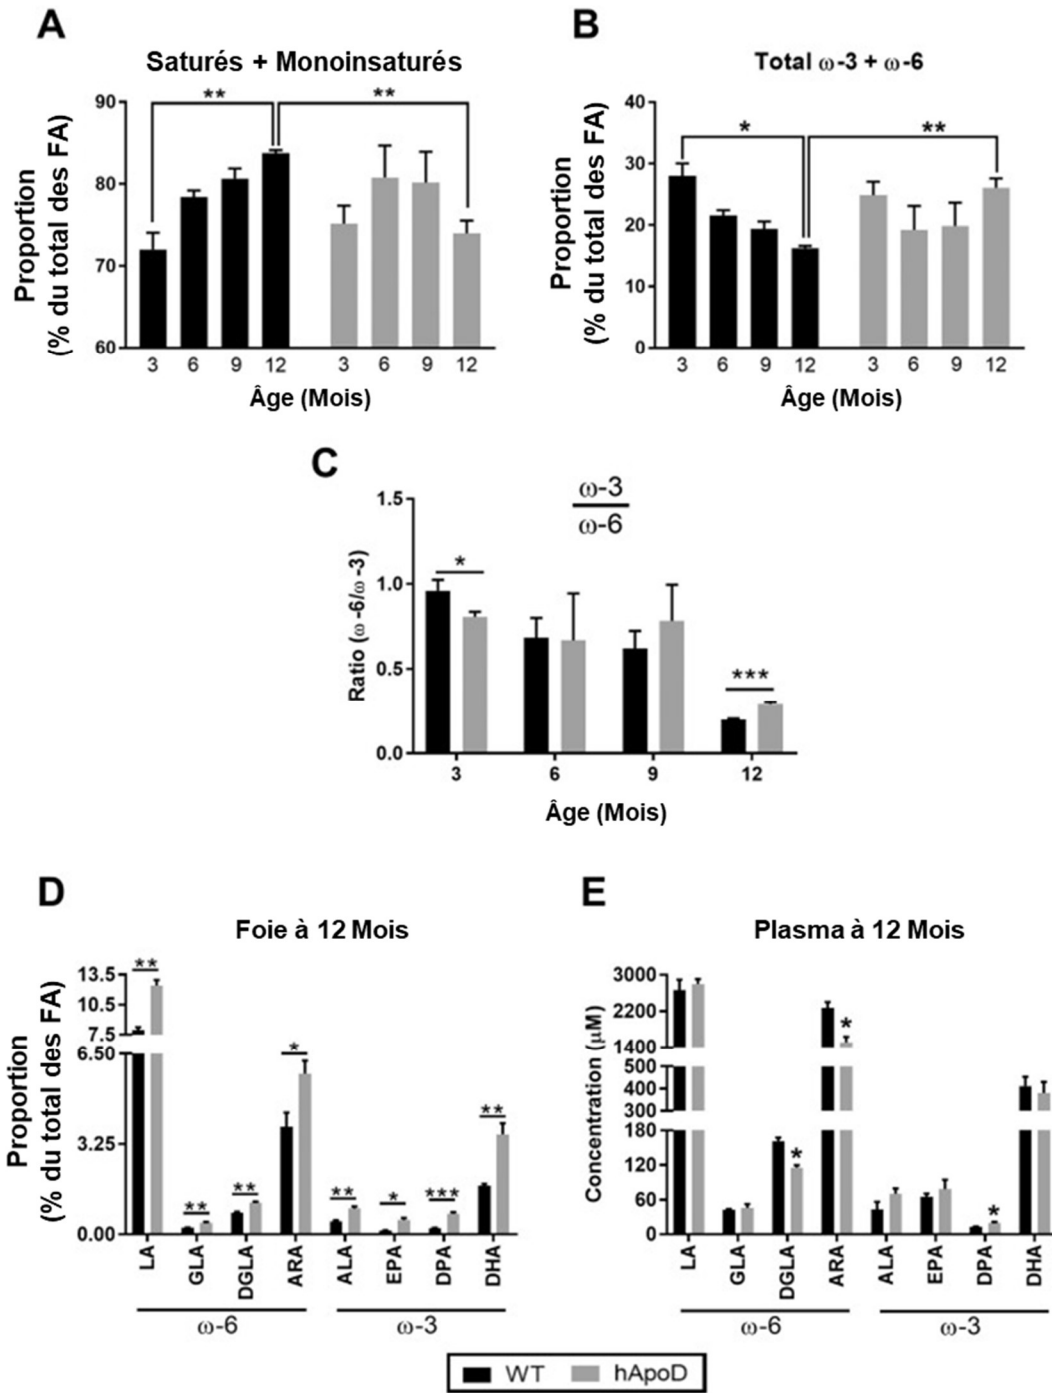 A
Saturés + Monoinsaturés
Proportion
(% du total des FA)
90
80
70
60
**
**
3 6 9 12 3 6 9 12
Âge (Mois)
B
Total ω-3 + ω-6
Proportion
(% du total des FA)
40
30
20
10
0
*
**
3 6 9 12 3 6 9 12
Âge (Mois)
C
ω-3
ω-6
Ratio (ω-6/ω-3)
1.5
1.0
0.5
0.0
*
***
3 6 9 12
Âge (Mois)
D
Foie à 12 Mois
Proportion
(% du total des FA)
13.5
10.5
7.5
6.50
3.25
0.00
**
**
**
*
**
*
***
**
LA GLA DGLA ARA ALA EPA DPA DHA
ω-6 ω-3
E
Plasma à 12 Mois
Concentration (µM)
3000
2200
1400
500
400
300
180
120
60
0
*
*
*
LA GLA DGLA ARA ALA EPA DPA DHA
ω-6 ω-3
WT hApoD